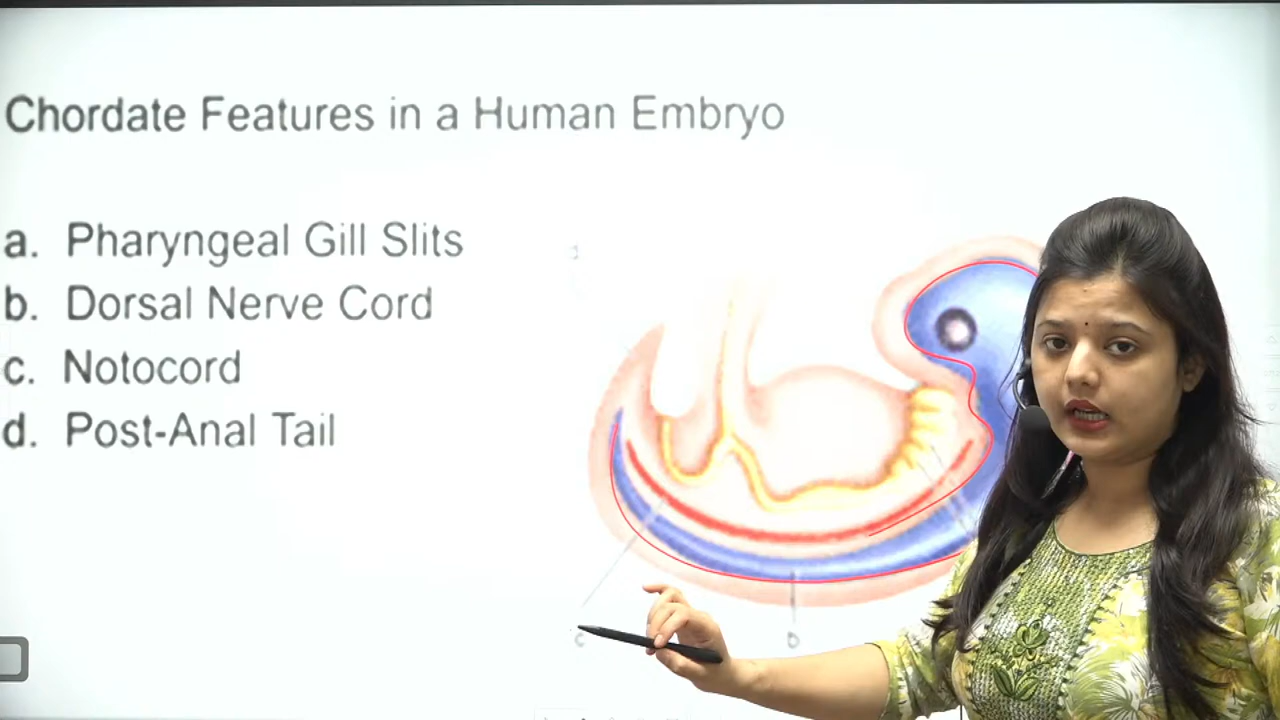 Chordate Features in a Human Embryo
a. Pharyngeal Gill Slits
b. Dorsal Nerve Cord
c. Notocord
d. Post-Anal Tail
c
b